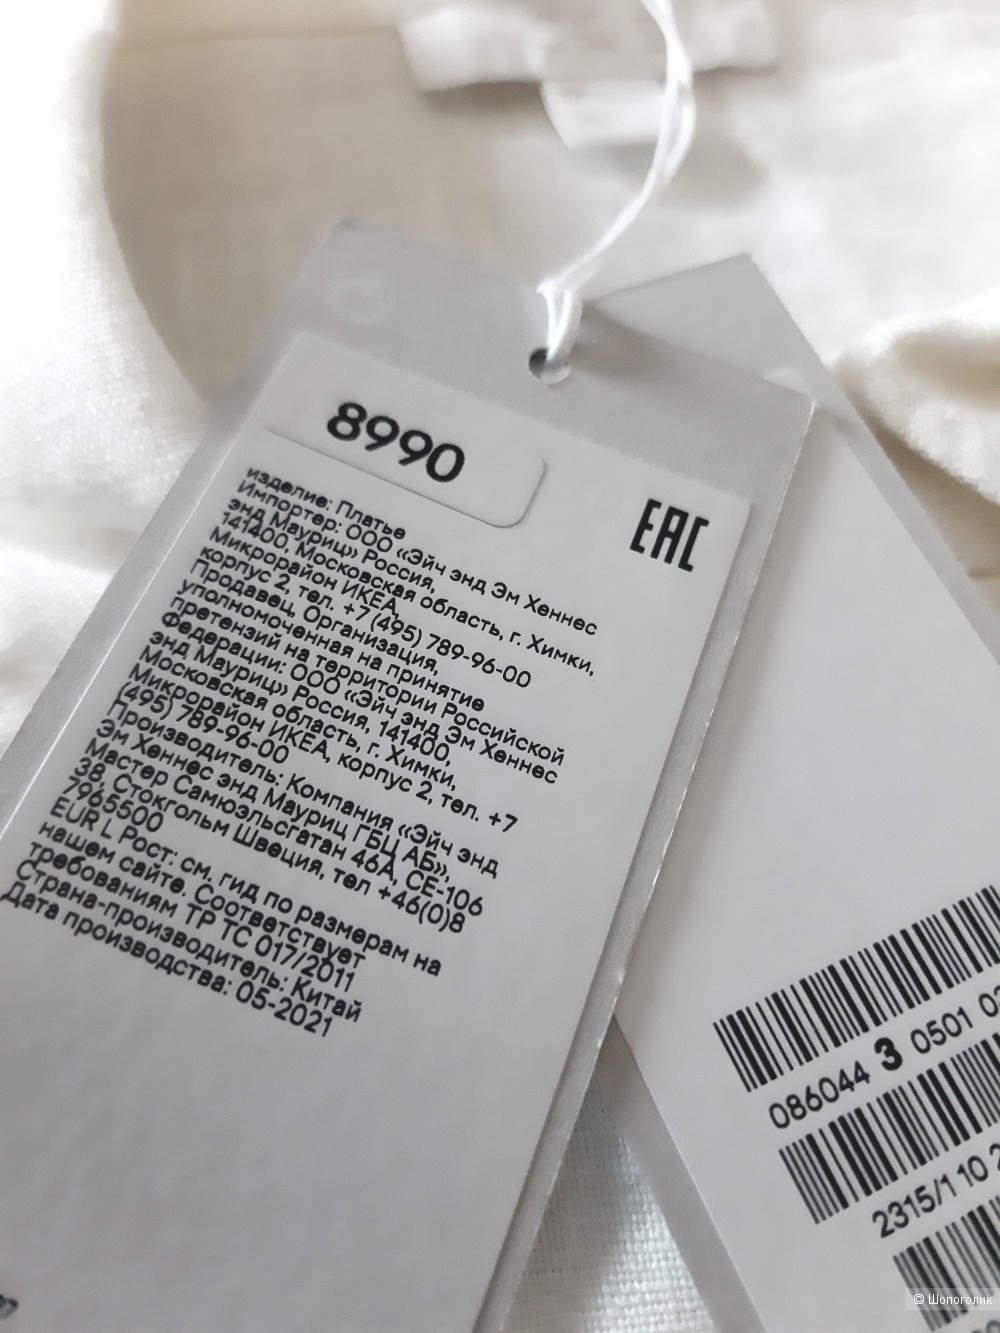 8990
EAC
изделие: Платье
Импортер: ООО «Эйч энд Эм Хеннес
энд Мауриц» Россия,
141400, Московская область, г. Химки,
Микрорайон ИКЕА,
корпус 2, тел. +7 (495) 789-96-00
Продавец, Организация,
уполномоченная на принятие
претензий на территории Российской
Федерации: ООО «Эйч энд Эм Хеннес
энд Мауриц» Россия, 141400,
Московская область, г. Химки,
Микрорайон ИКЕА, корпус 2, тел. +7
(495) 789-96-00
Производитель: Компания «Эйч энд
Эм Хеннес энд Мауриц ГБЦ АБ»,
Мастер Самюэльсгатан 46А, СЕ-106
38, Стокгольм Швеция, тел +46(0)8
7965500
EUR L Рост: см. гид по размерам на
нашем сайте. Соответствует
требованиям ТР ТС 017/2011
Страна-производитель: Китай
Дата производства: 05-2021
086044 3 0501
2315/1 10
© Шопоголик